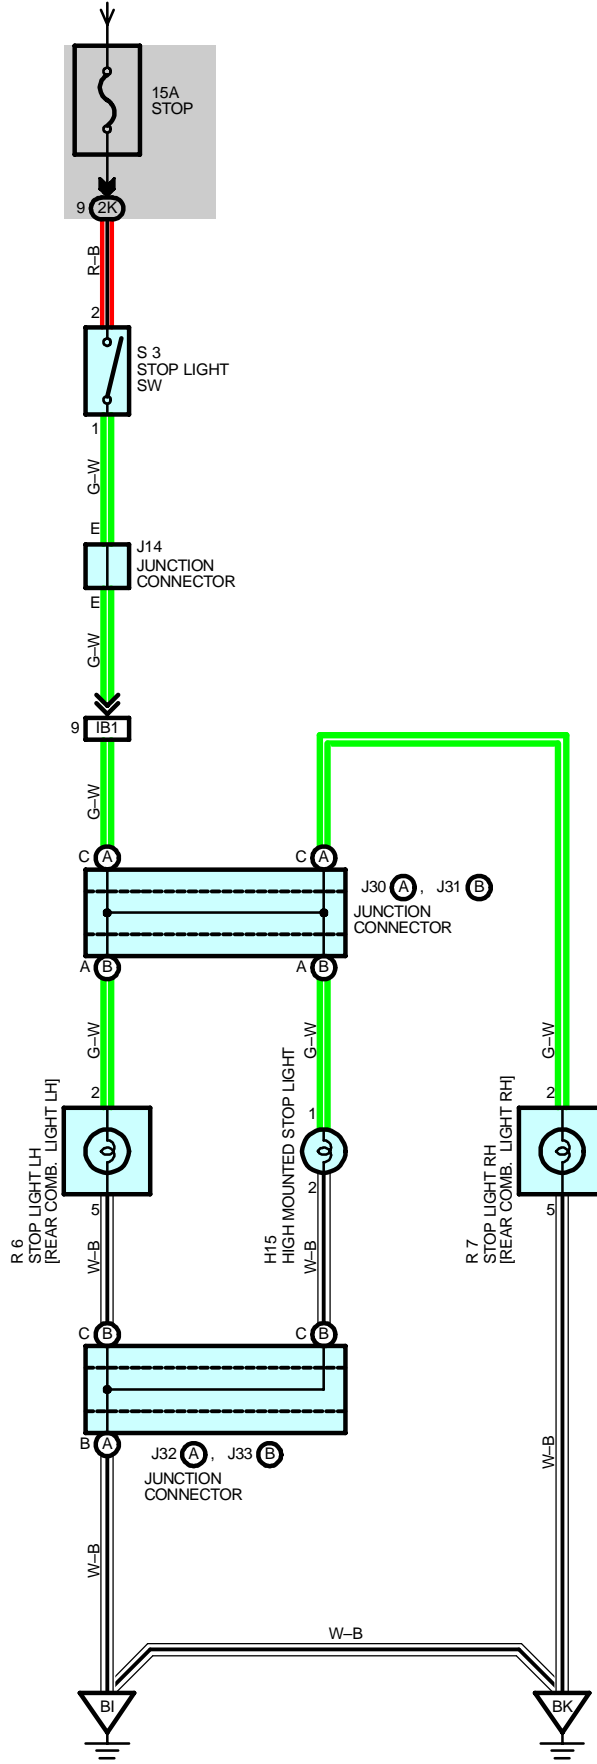 15A
STOP
9 2K
R–B
2
S 3
STOP LIGHT
SW
1
G–W
E
J14
JUNCTION
CONNECTOR
E
G–W
9 IB1
G–W
C A
C A
J30 A , J31 B
JUNCTION
CONNECTOR
A B
A B
G–W
G–W
G–W
2
1
2
R 6
STOP LIGHT LH
[REAR COMB. LIGHT LH]
H15
HIGH MOUNTED STOP LIGHT
R 7
STOP LIGHT RH
[REAR COMB. LIGHT RH]
5
2
5
W–B
W–B
W–B
C B
C B
B A
J32 A , J33 B
JUNCTION
CONNECTOR
W–B
W–B
BI
BK